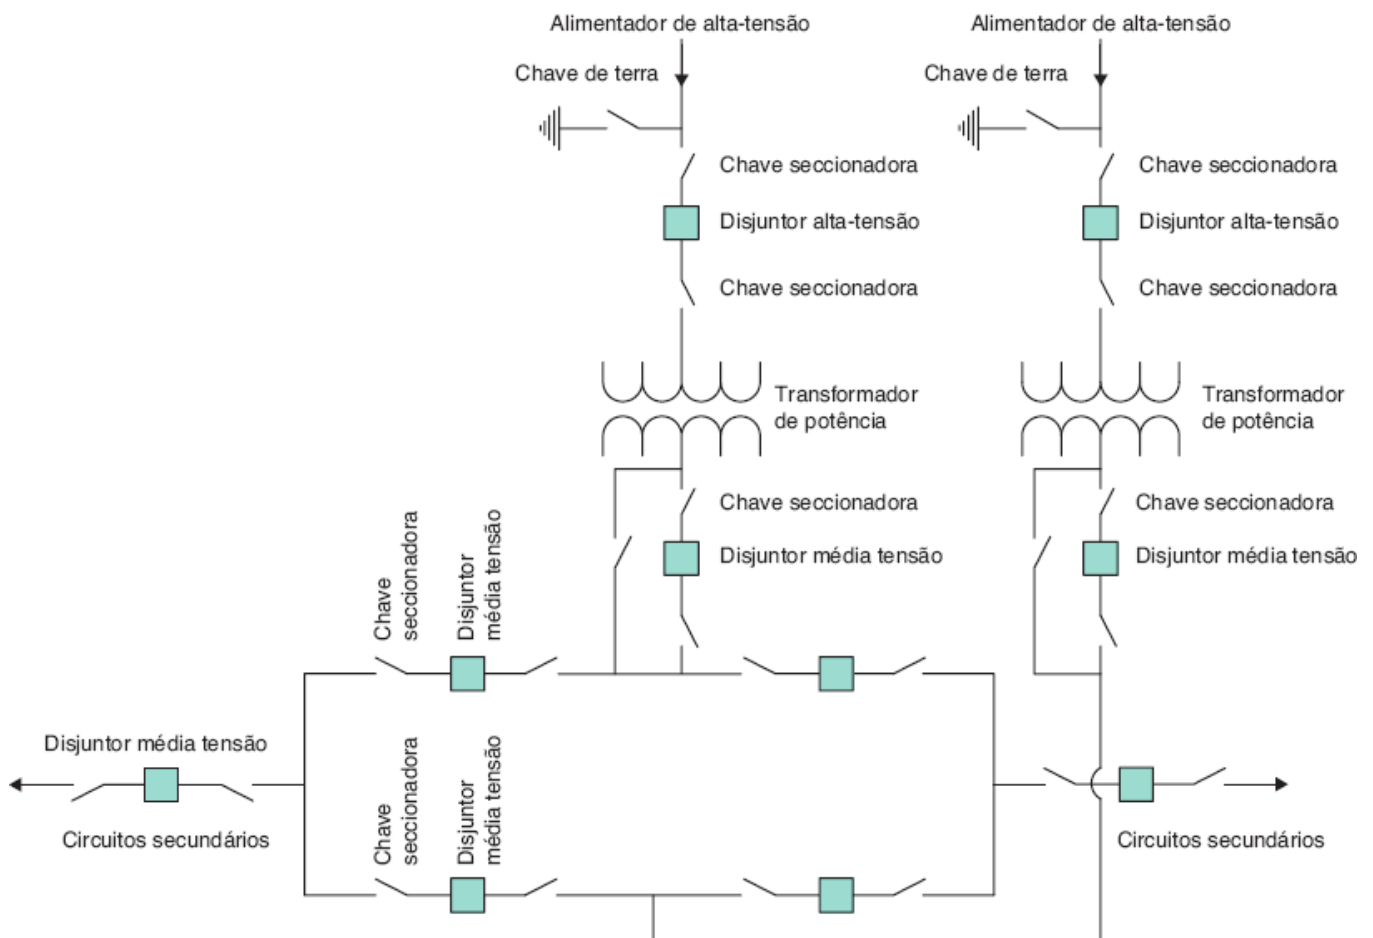 Alimentador de alta-tensão
Alimentador de alta-tensão
Chave de terra
Chave de terra
Chave seccionadora
Chave seccionadora
Disjuntor alta-tensão
Disjuntor alta-tensão
Chave seccionadora
Chave seccionadora
Transformador
de potência
Transformador
de potência
Chave seccionadora
Chave seccionadora
Disjuntor média tensão
Disjuntor média tensão
Chave
seccionadora
Disjuntor
média tensão
Disjuntor média tensão
Circuitos secundários
Chave
seccionadora
Disjuntor
média tensão
Circuitos secundários